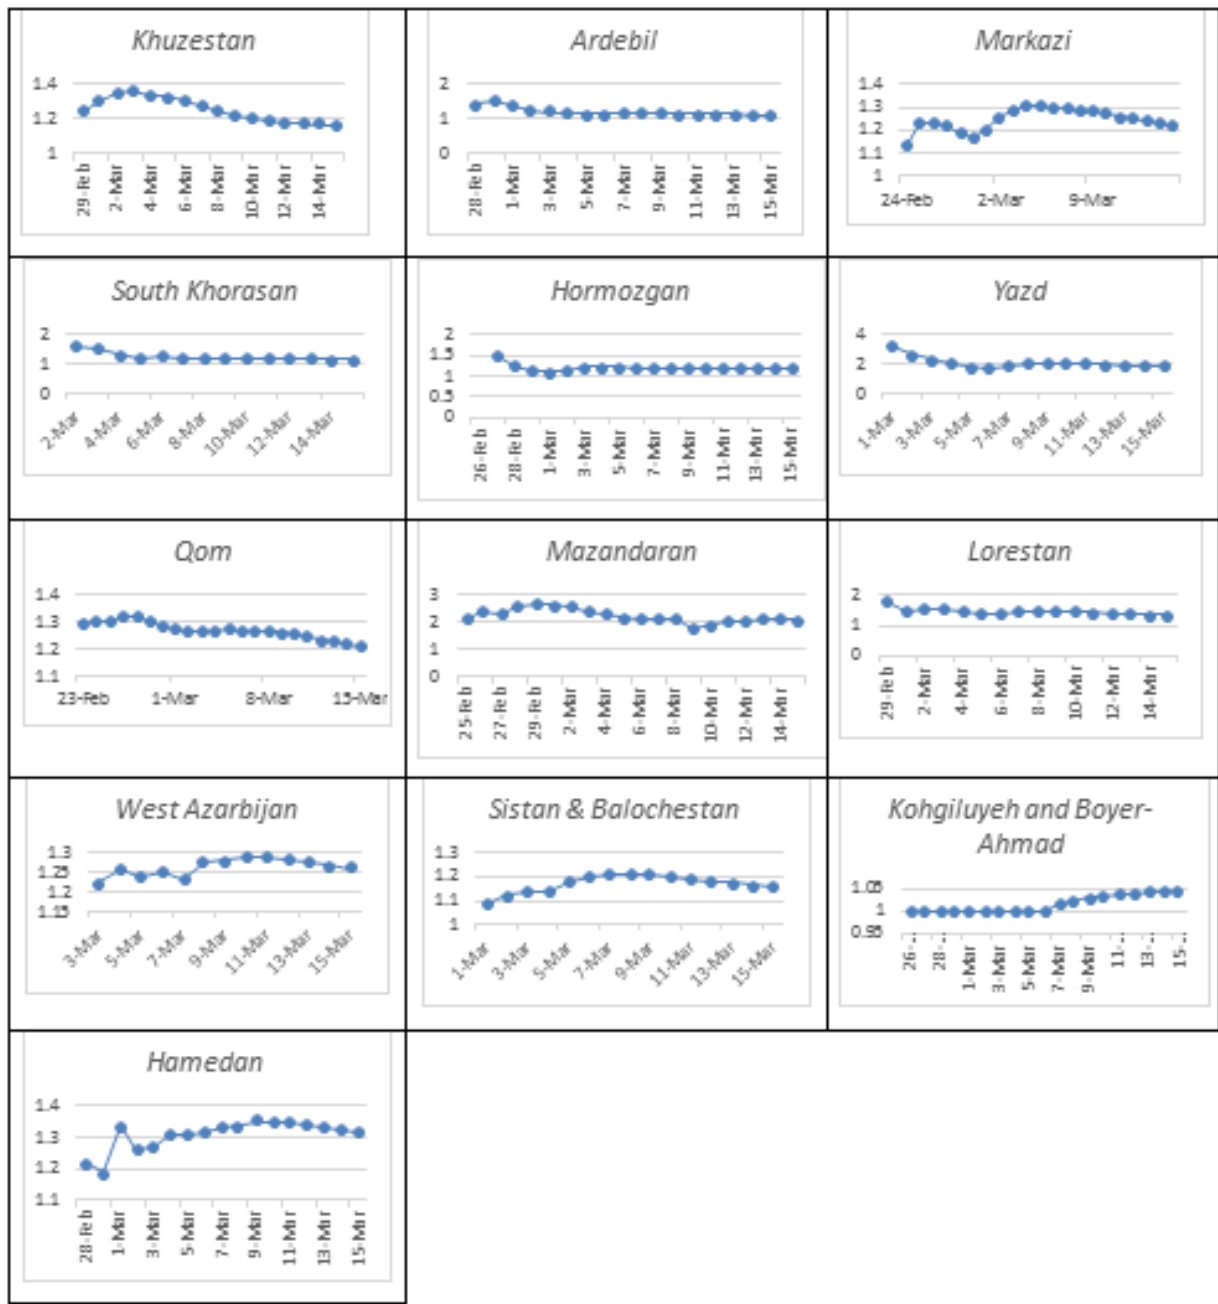 Khuzestan
1.4
1.2
1
29-Feb
2-Mar
4-Mar
6-Mar
8-Mar
10-Mar
12-Mar
14-Mar
Ardebil
2
1
0
28-Feb
1-Mar
3-Mar
5-Mar
7-Mar
9-Mar
11-Mar
13-Mar
15-Mar
Markazi
1.4
1.3
1.2
1.1
1
24-Feb
2-Mar
9-Mar
South Khorasan
2
1
0
2-Mar
4-Mar
6-Mar
8-Mar
10-Mar
12-Mar
14-Mar
Hormozgan
2
1.5
1
0.5
0
26-Feb
28-Feb
1-Mar
3-Mar
5-Mar
7-Mar
9-Mar
11-Mar
13-Mar
15-Mar
Yazd
4
2
0
1-Mar
3-Mar
5-Mar
7-Mar
9-Mar
11-Mar
13-Mar
15-Mar
Qom
1.4
1.3
1.2
1.1
23-Feb
1-Mar
8-Mar
15-Mar
Mazandaran
3
2
1
0
25-Feb
27-Feb
29-Feb
2-Mar
4-Mar
6-Mar
8-Mar
10-Mar
12-Mar
14-Mar
Lorestan
2
1
0
29-Feb
2-Mar
4-Mar
6-Mar
8-Mar
10-Mar
12-Mar
14-Mar
West Azarbijan
1.3
1.25
1.2
1.15
3-Mar
5-Mar
7-Mar
9-Mar
11-Mar
13-Mar
15-Mar
Sistan & Balochestan
1.3
1.2
1.1
1
1-Mar
3-Mar
5-Mar
7-Mar
9-Mar
11-Mar
13-Mar
15-Mar
Kohgiluyeh and Boyer-
Ahmad
1.05
1
0.95
26-...
28-...
1-Mar
3-Mar
5-Mar
7-Mar
9-Mar
11-...
13-...
15-...
Hamedan
1.4
1.3
1.2
1.1
28-Feb
1-Mar
3-Mar
5-Mar
7-Mar
9-Mar
11-Mar
13-Mar
15-Mar